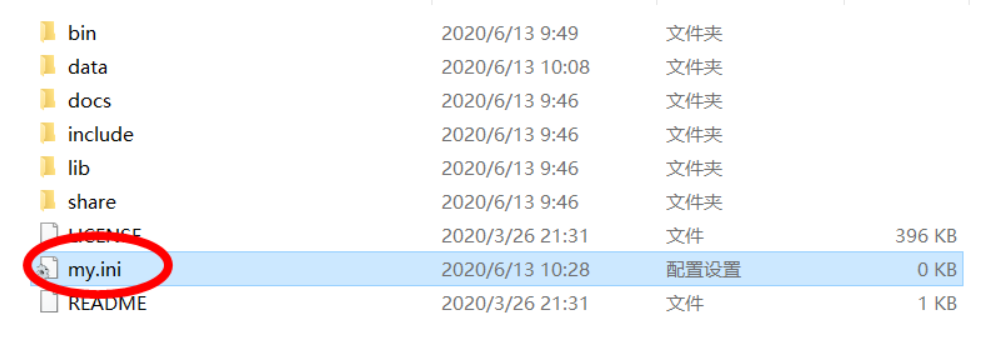 bin 2020/6/13 9:49 文件夹
data 2020/6/13 10:08 文件夹
docs 2020/6/13 9:46 文件夹
include 2020/6/13 9:46 文件夹
lib 2020/6/13 9:46 文件夹
share 2020/6/13 9:46 文件夹
LICENSE 2020/3/26 21:31 文件 396 KB
my.ini 2020/6/13 10:28 配置设置 0 KB
README 2020/3/26 21:31 文件 1 KB